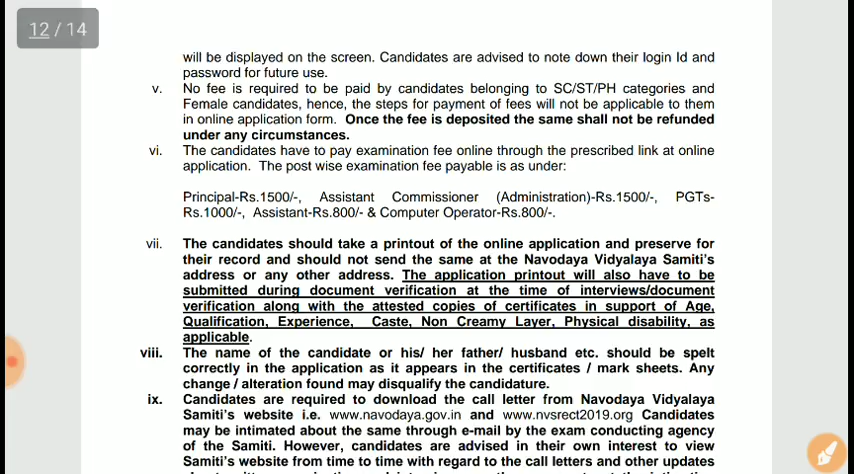 12 / 14
will be displayed on the screen. Candidates are advised to note down their login Id and
password for future use.
v. No fee is required to be paid by candidates belonging to SC/ST/PH categories and
Female candidates, hence, the steps for payment of fees will not be applicable to them
in online application form. Once the fee is deposited the same shall not be refunded
under any circumstances.
vi. The candidates have to pay examination fee online through the prescribed link at online
application. The post wise examination fee payable is as under:
Principal-Rs.1500/-, Assistant Commissioner (Administration)-Rs.1500/-, PGTs-
Rs.1000/-, Assistant-Rs.800/- & Computer Operator-Rs.800/-.
vii. The candidates should take a printout of the online application and preserve for
their record and should not send the same at the Navodaya Vidyalaya Samiti's
address or any other address. The application printout will also have to be
submitted during document verification at the time of interviews/document
verification along with the attested copies of certificates in support of Age,
Qualification, Experience, Caste, Non Creamy Layer, Physical disability, as
applicable.
viii. The name of the candidate or his/ her father/ husband etc. should be spelt
correctly in the application as it appears in the certificates / mark sheets. Any
change / alteration found may disqualify the candidature.
ix. Candidates are required to download the call letter from Navodaya Vidyalaya
Samiti's website i.e. www.navodaya.gov.in and www.nvsrect2019.org Candidates
may be intimated about the same through e-mail by the exam conducting agency
of the Samiti. However, candidates are advised in their own interest to view
Samiti's website from time to time with regard to the call letters and other updates